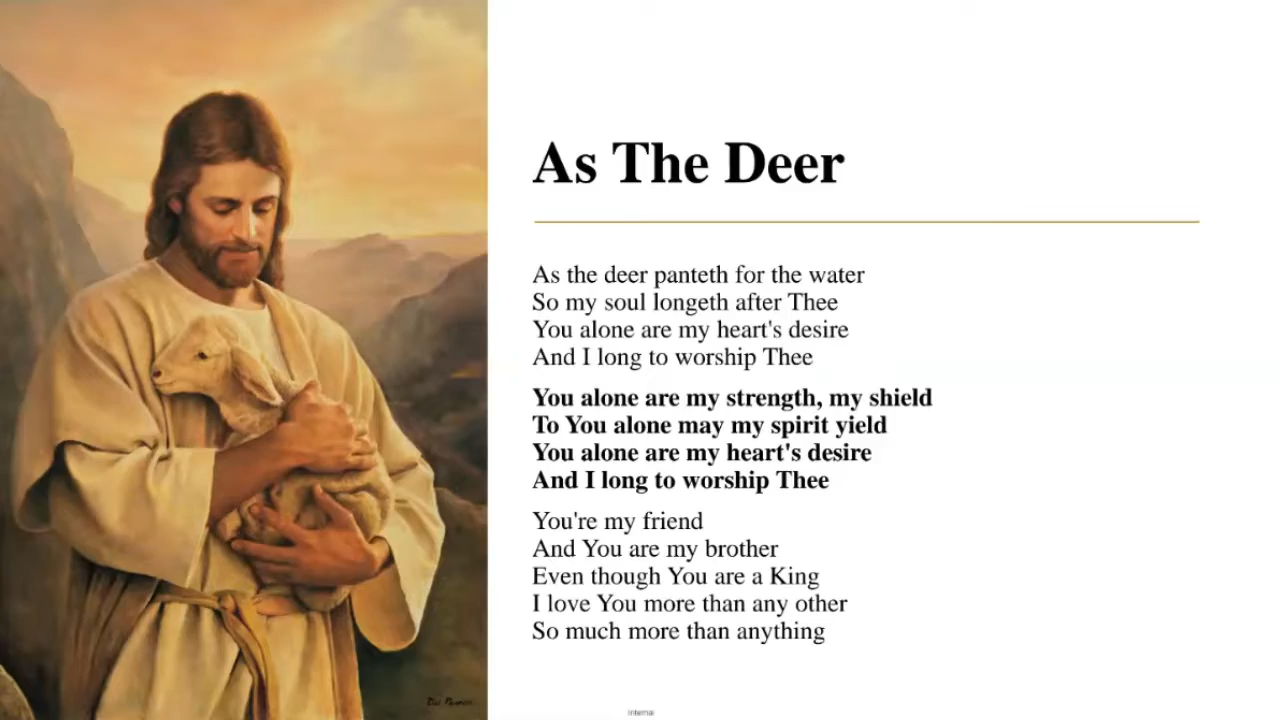 As The Deer
As the deer panteth for the water
So my soul longeth after Thee
You alone are my heart's desire
And I long to worship Thee
You alone are my strength, my shield
To You alone may my spirit yield
You alone are my heart's desire
And I long to worship Thee
You're my friend
And You are my brother
Even though You are a King
I love You more than any other
So much more than anything
Internal